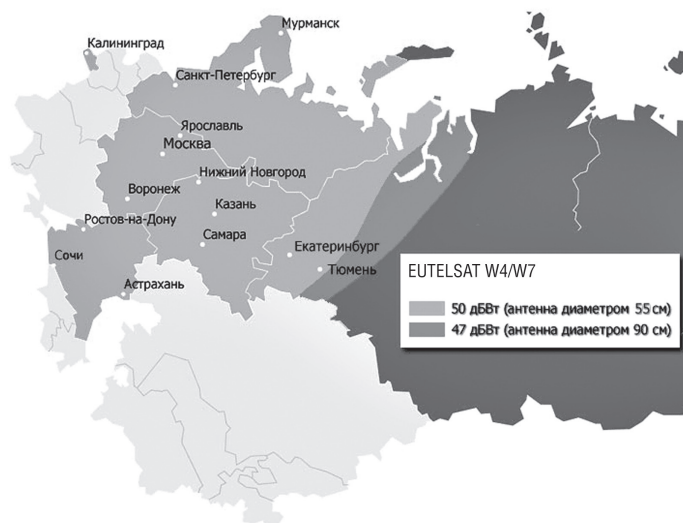 Мурманск
Калининград
Санкт-Петербург
Ярославль
Москва
Нижний Новгород
Воронеж
Казань
Ростов-на-Дону
Самара
Екатеринбург
Сочи
Тюмень
Астрахань
EUTELSAT W4/W7
50 дБВт (антенна диаметром 55 см)
47 дБВт (антенна диаметром 90 см)